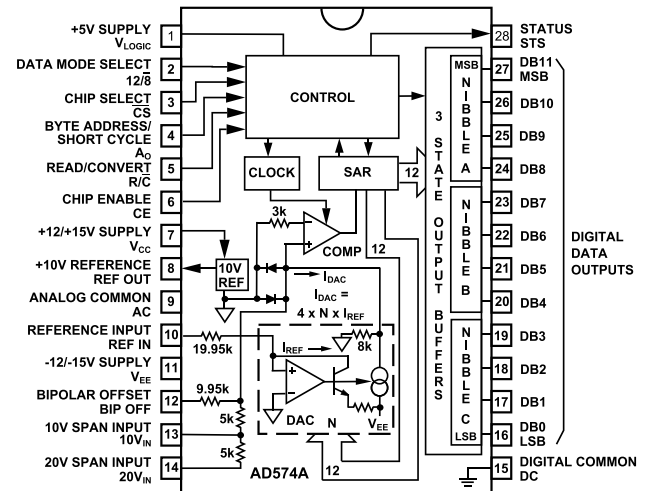 +5V SUPPLY
VLOGIC
1
DATA MODE SELECT
12/8̅
2
CHIP SELECT
C̅S̅
3
BYTE ADDRESS/
SHORT CYCLE
AO
4
READ/CONVERT
R/C̅
5
CHIP ENABLE
CE
6
+12/+15V SUPPLY
VCC
7
+10V REFERENCE
REF OUT
8
ANALOG COMMON
AC
9
REFERENCE INPUT
REF IN
10
-12/-15V SUPPLY
VEE
11
BIPOLAR OFFSET
BIP OFF
12
10V SPAN INPUT
10VIN
13
20V SPAN INPUT
20VIN
14
CONTROL
CLOCK
SAR
12
3k
COMP
12
10V
REF
IDAC
IDAC =
4 x N x IREF
19.95k
IREF
8k
9.95k
5k
5k
DAC
N
VEE
12
AD574A
3 STATE OUTPUT BUFFERS
MSB
NIBBLE A
NIBBLE B
NIBBLE C
LSB
28
STATUS
STS
27
DB11
MSB
26
DB10
25
DB9
24
DB8
23
DB7
22
DB6
21
DB5
20
DB4
19
DB3
18
DB2
17
DB1
16
DB0
LSB
15
DIGITAL COMMON
DC
DIGITAL
DATA
OUTPUTS